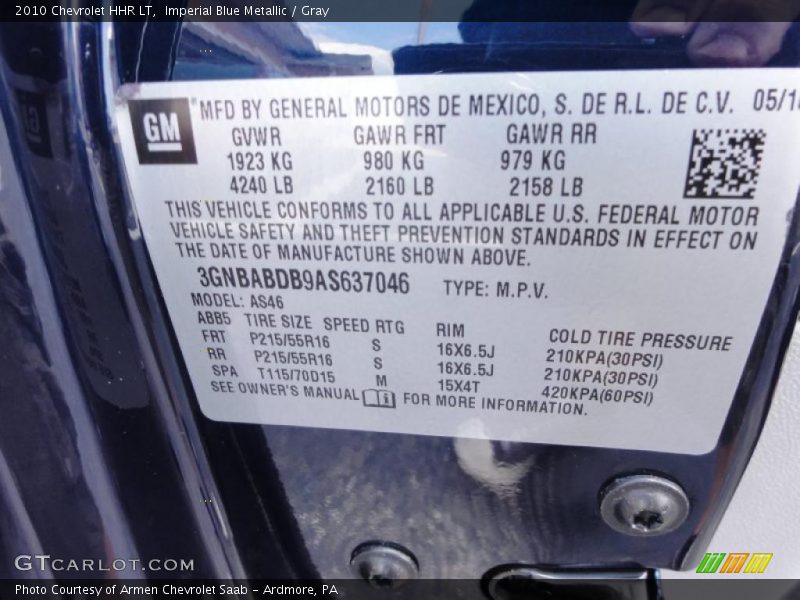 2010 Chevrolet HHR LT, Imperial Blue Metallic / Gray
GM
MFD BY GENERAL MOTORS DE MEXICO, S. DE R.L. DE C.V. 05/1
GVWR GAWR FRT GAWR RR
1923 KG 980 KG 979 KG
4240 LB 2160 LB 2158 LB
THIS VEHICLE CONFORMS TO ALL APPLICABLE U.S. FEDERAL MOTOR
VEHICLE SAFETY AND THEFT PREVENTION STANDARDS IN EFFECT ON
THE DATE OF MANUFACTURE SHOWN ABOVE.
3GNBABDB9AS637046 TYPE: M.P.V.
MODEL: AS46
ABB5 TIRE SIZE SPEED RTG RIM COLD TIRE PRESSURE
FRT P215/55R16 S 16X6.5J 210KPA(30PSI)
RR P215/55R16 S 16X6.5J 210KPA(30PSI)
SPA T115/70D15 M 15X4T 420KPA(60PSI)
SEE OWNER'S MANUAL FOR MORE INFORMATION.
GTcarlot.com
Photo Courtesy of Armen Chevrolet Saab - Ardmore, PA